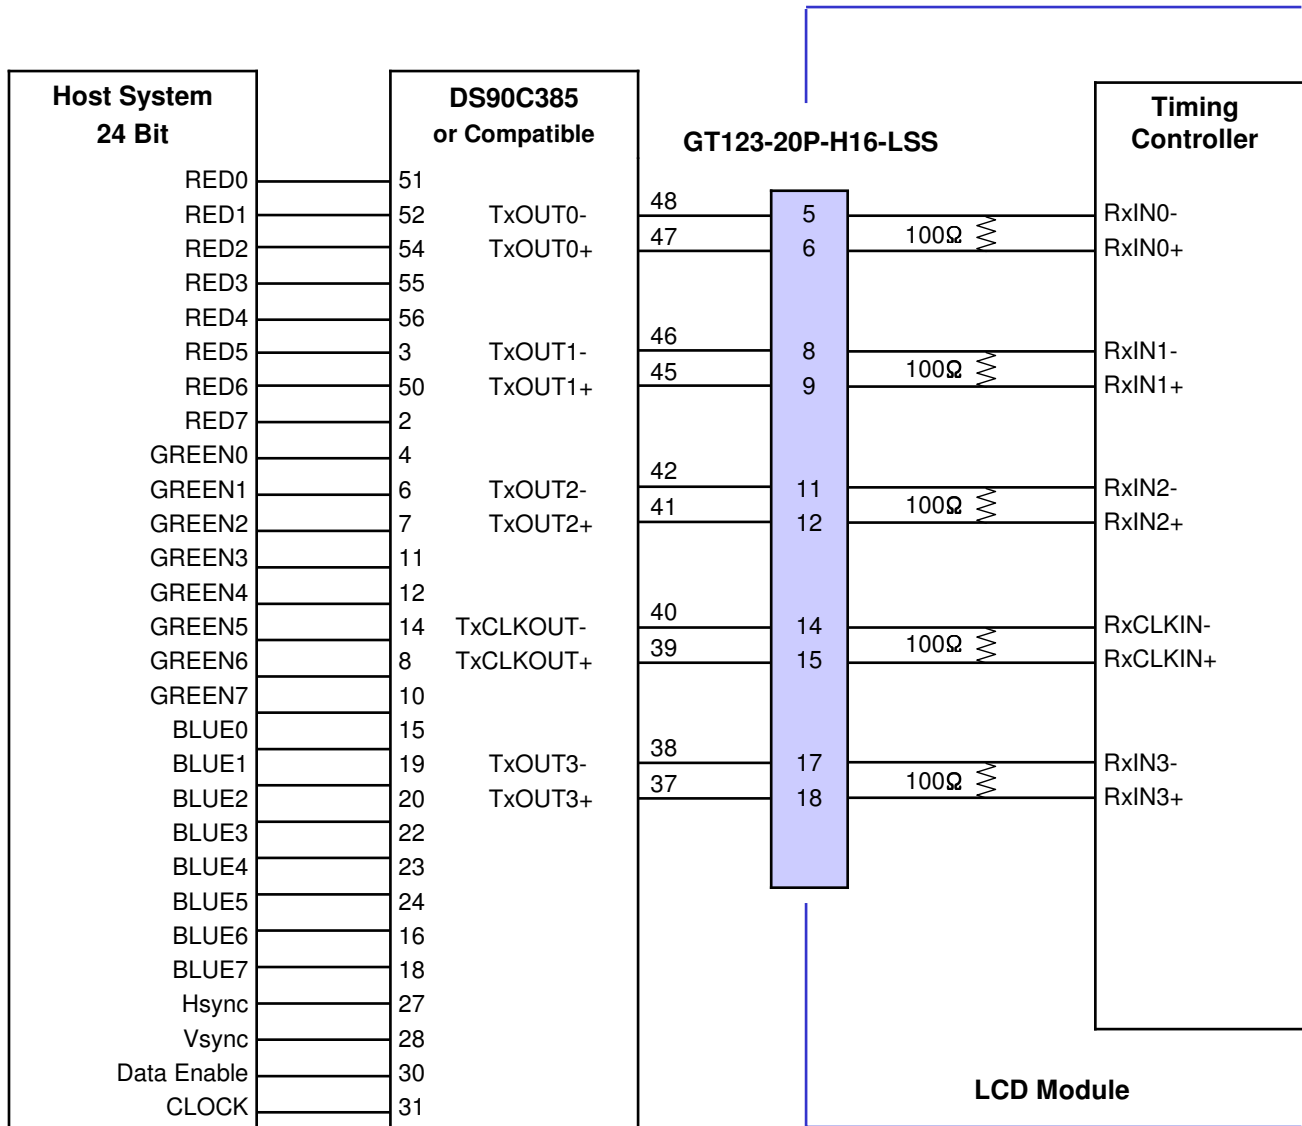 Host System
24 Bit
DS90C385
or Compatible
GT123-20P-H16-LSS
Timing
Controller
RED0 51
RED1 52 TxOUT0- 48 5 RxIN0-
100Ω
RED2 54 TxOUT0+ 47 6 RxIN0+
RED3 55
RED4 56
RED5 3 TxOUT1- 46 8 RxIN1-
100Ω
RED6 50 TxOUT1+ 45 9 RxIN1+
RED7 2
GREEN0 4
GREEN1 6 TxOUT2- 42 11 RxIN2-
100Ω
GREEN2 7 TxOUT2+ 41 12 RxIN2+
GREEN3 11
GREEN4 12
GREEN5 14 TxCLKOUT- 40 14 RxCLKIN-
100Ω
GREEN6 8 TxCLKOUT+ 39 15 RxCLKIN+
GREEN7 10
BLUE0 15
BLUE1 19 TxOUT3- 38 17 RxIN3-
100Ω
BLUE2 20 TxOUT3+ 37 18 RxIN3+
BLUE3 22
BLUE4 23
BLUE5 24
BLUE6 16
BLUE7 18
Hsync 27
Vsync 28
Data Enable 30
CLOCK 31
LCD Module